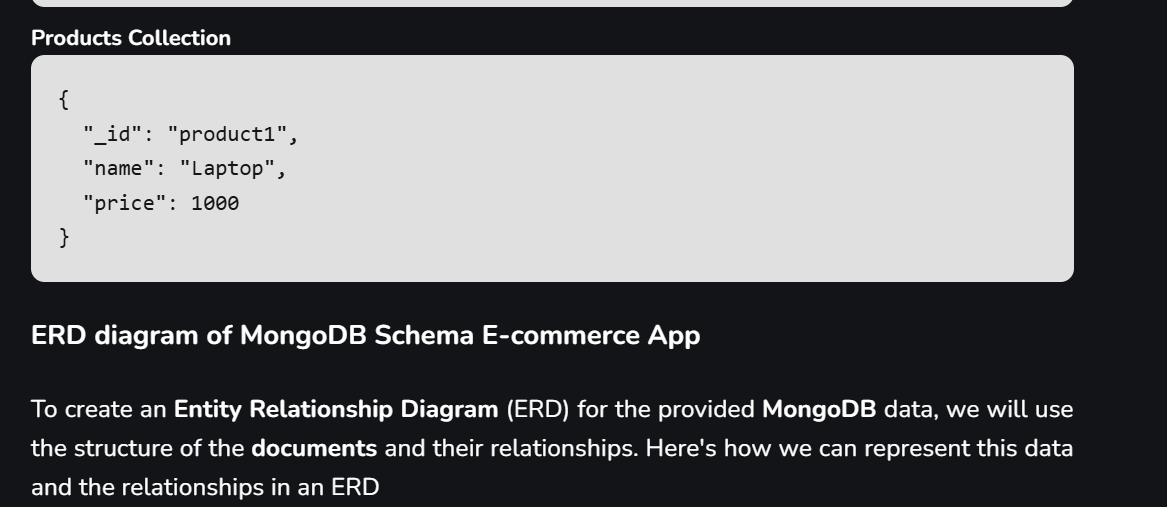 Products Collection
{
  "_id": "product1",
  "name": "Laptop",
  "price": 1000
}
ERD diagram of MongoDB Schema E-commerce App
To create an Entity Relationship Diagram (ERD) for the provided MongoDB data, we will use
the structure of the documents and their relationships. Here's how we can represent this data
and the relationships in an ERD